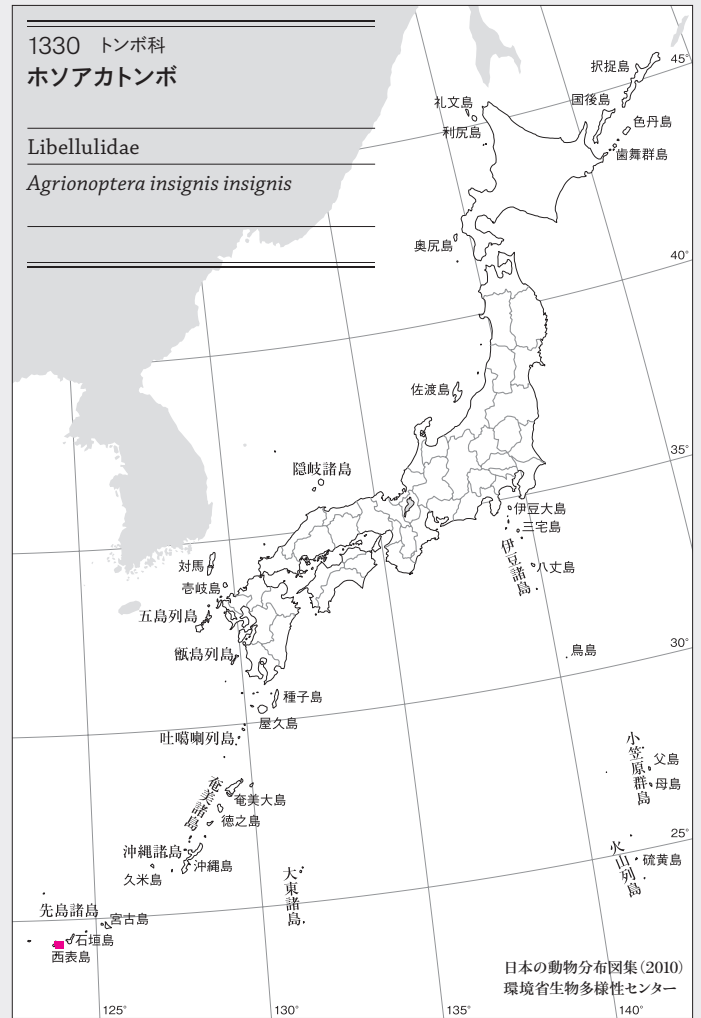 1330 トンボ科
ホソアカトンボ
Libellulidae
Agrionoptera insignis insignis
択捉島
45°
礼文島
国後島
利尻島
色丹島
歯舞群島
奥尻島
40°
佐渡島
35°
隠岐諸島
伊豆大島
三宅島
対馬
伊豆諸島
八丈島
壱岐島
五島列島
甑島列島
鳥島
30°
種子島
屋久島
吐噶喇列島
小笠原群島
父島
奄美諸島
母島
奄美大島
徳之島
25°
沖縄諸島
火山列島
硫黄島
沖縄島
久米島
大東諸島
先島諸島
宮古島
石垣島
西表島
日本の動物分布図集(2010)
環境省生物多様性センター
125°
130°
135°
140°